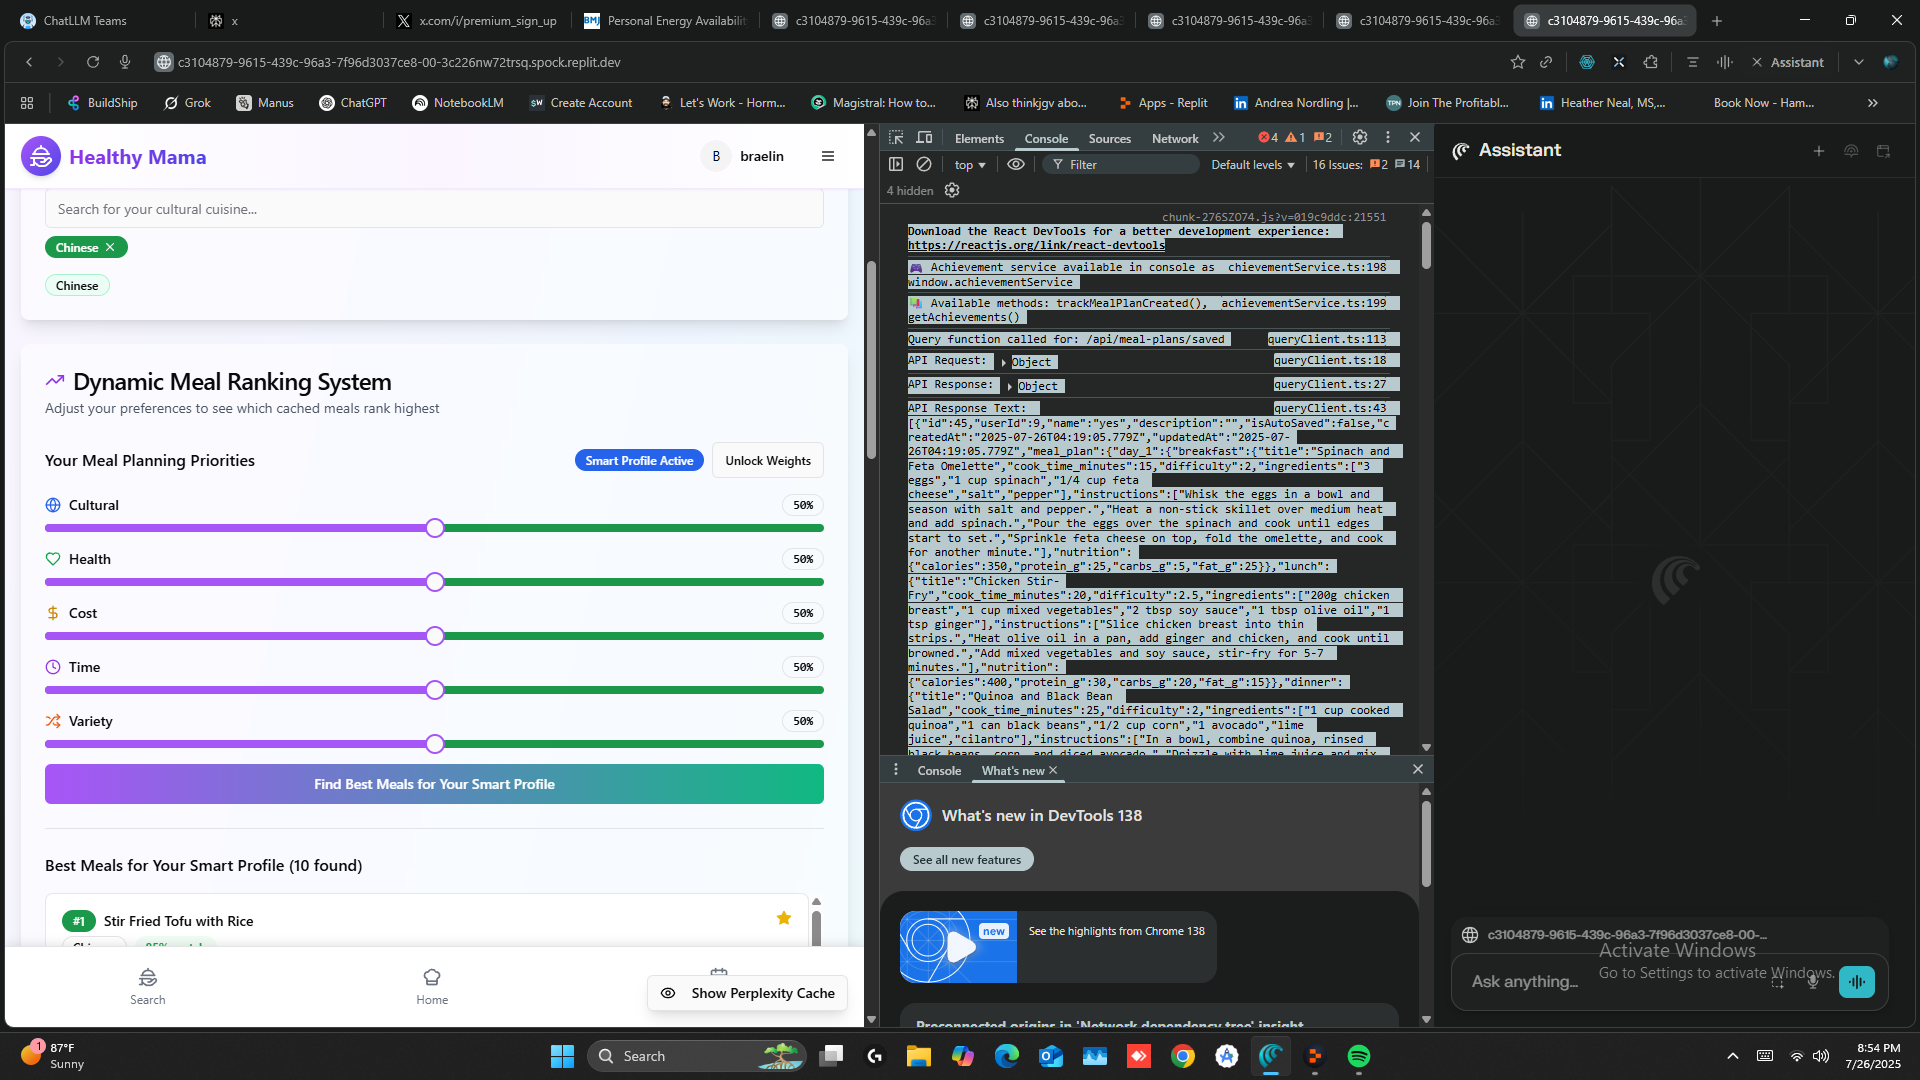 ChatLLM Teams
x
x.com/i/premium_sign_up
BMJ Personal Energy Availabilit
c3104879-9615-439c-96a3
c3104879-9615-439c-96a3
c3104879-9615-439c-96a3
c3104879-9615-439c-96a3
c3104879-9615-439c-96a3
c3104879-9615-439c-96a3-7f96d3037ce8-00-3c226nw72trsq.spock.replit.dev
Assistant
BuildShip
Grok
Manus
ChatGPT
NotebookLM
Create Account
Let's Work - Horm...
Magistral: How to...
Also thinkjgv abo...
Apps - Replit
Andrea Nordling |...
Join The Profitabl...
Heather Neal, MS,...
Book Now - Ham...
Healthy Mama
B braelin
Search for your cultural cuisine...
Chinese
Chinese
Dynamic Meal Ranking System
Adjust your preferences to see which cached meals rank highest
Your Meal Planning Priorities
Smart Profile Active
Unlock Weights
Cultural 50%
Health 50%
Cost 50%
Time 50%
Variety 50%
Find Best Meals for Your Smart Profile
Best Meals for Your Smart Profile (10 found)
#1 Stir Fried Tofu with Rice
Search
Home
Show Perplexity Cache
Elements Console Sources Network 4 1 2
top Filter Default levels 16 Issues: 2 14
4 hidden
chunk-276SZO74.js?v=019c9ddc:21551
Download the React DevTools for a better development experience:
https://reactjs.org/link/react-devtools
Achievement service available in console as chievementService.ts:198
window.achievementService
Available methods: trackMealPlanCreated(), achievementService.ts:199
getAchievements()
Query function called for: /api/meal-plans/saved queryClient.ts:113
API Request: Object queryClient.ts:18
API Response: Object queryClient.ts:27
API Response Text: queryClient.ts:43
[{"id":45,"userId":9,"name":"yes","description":"","isAutoSaved":false,"c
reatedAt":"2025-07-26T04:19:05.779Z","updatedAt":"2025-07-
26T04:19:05.779Z","meal_plan":{"day_1":{"breakfast":{"title":"Spinach and
Feta Omelette","cook_time_minutes":15,"difficulty":2,"ingredients":["3
eggs","1 cup spinach","1/4 cup feta
cheese","salt","pepper"],"instructions":["Whisk the eggs in a bowl and
season with salt and pepper.","Heat a non-stick skillet over medium heat
and add spinach.","Pour the eggs over the spinach and cook until edges
start to set.","Sprinkle feta cheese on top, fold the omelette, and cook
for another minute."],"nutrition":
{"calories":350,"protein_g":25,"carbs_g":5,"fat_g":25}},"lunch":
{"title":"Chicken Stir-
Fry","cook_time_minutes":20,"difficulty":2.5,"ingredients":["200g chicken
breast","1 cup mixed vegetables","2 tbsp soy sauce","1 tbsp olive oil","1
tsp ginger"],"instructions":["Slice chicken breast into thin
strips.","Heat olive oil in a pan, add ginger and chicken, and cook until
browned.","Add mixed vegetables and soy sauce, stir-fry for 5-7
minutes."],"nutrition":
{"calories":400,"protein_g":30,"carbs_g":20,"fat_g":15}},"dinner":
{"title":"Quinoa and Black Bean
Salad","cook_time_minutes":25,"difficulty":2,"ingredients":["1 cup cooked
quinoa","1 can black beans","1/2 cup corn","1 avocado","lime
juice","cilantro"],"instructions":["In a bowl, combine quinoa, rinsed
black beans, corn, and diced avocado.","Drizzle with lime juice and mix
Console What's new
What's new in DevTools 138
See all new features
new
See the highlights from Chrome 138
Preconnected origins in 'Network dependency tree' insight
Assistant
c3104879-9615-439c-96a3-7f96d3037ce8-00-...
Activate Windows
Go to Settings to activate Windows.
Ask anything...
1
87°F
Sunny
Search
8:54 PM
7/26/2025